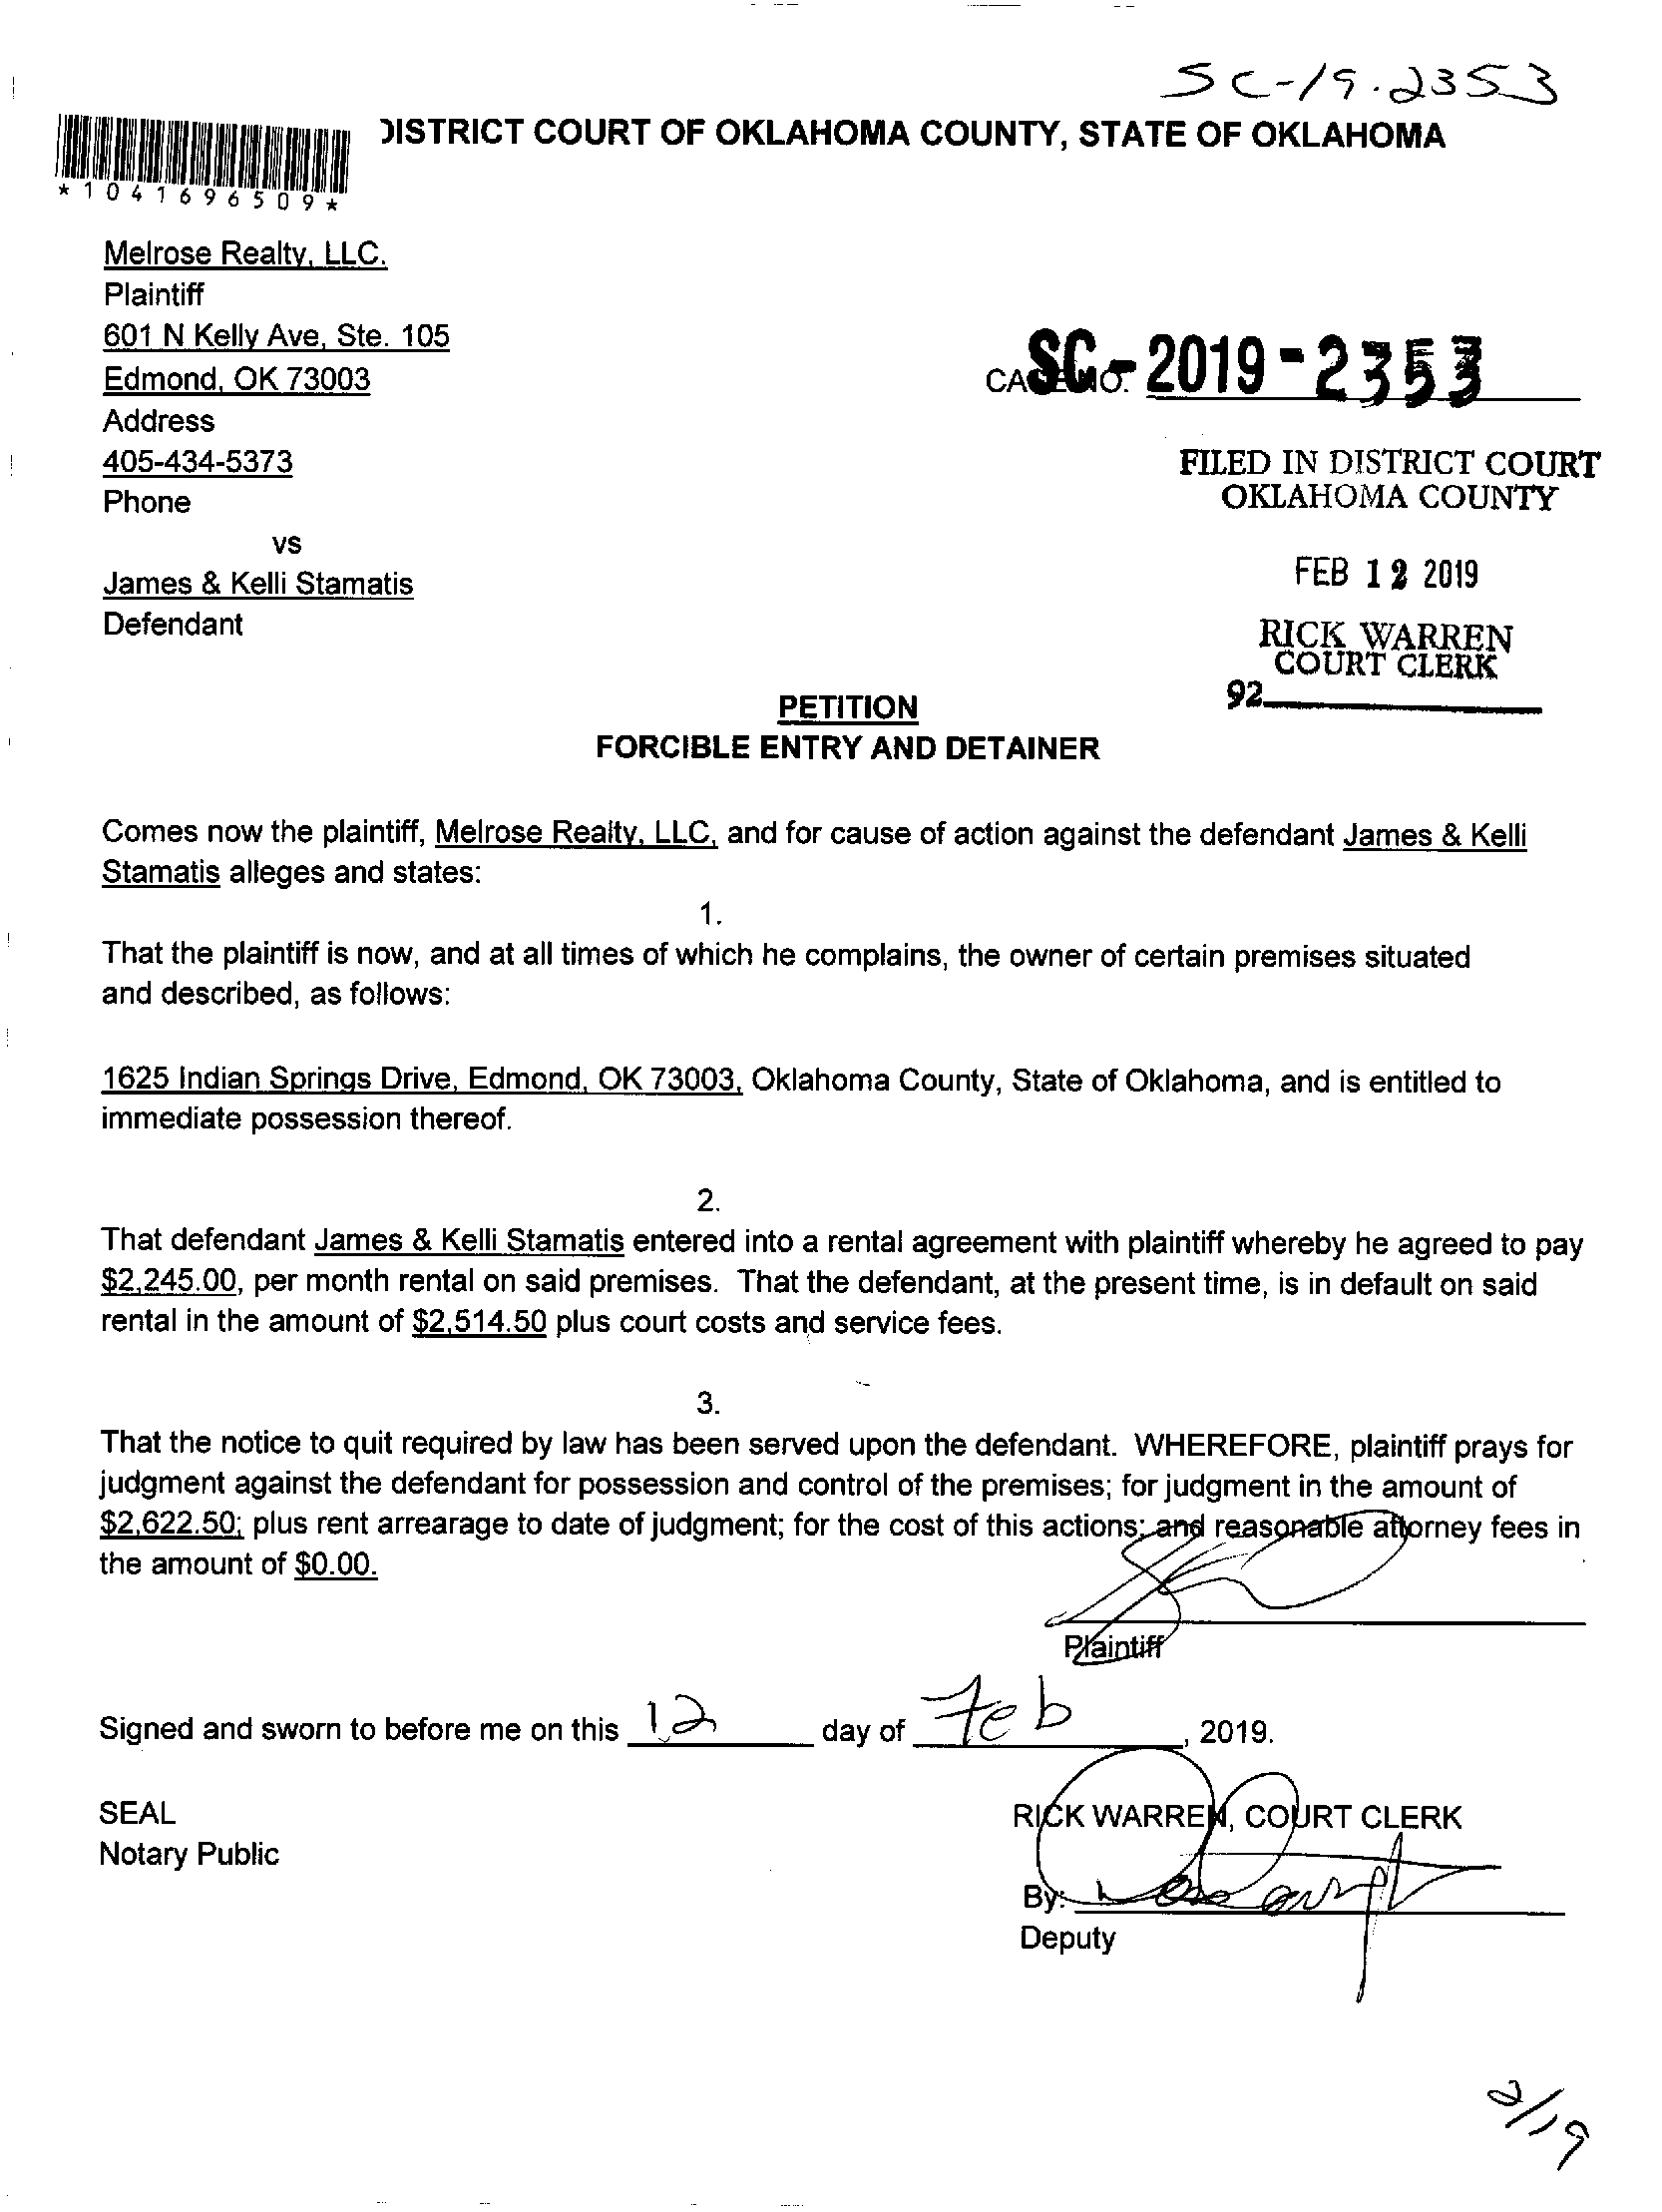 SC-19-2353
DISTRICT COURT OF OKLAHOMA COUNTY, STATE OF OKLAHOMA
*1041696509*
Melrose Realty, LLC.
Plaintiff
601 N Kelly Ave, Ste. 105
Edmond, OK 73003
Address
405-434-5373
Phone
vs
James & Kelli Stamatis
Defendant
CASE NO. SC-2019-2353
FILED IN DISTRICT COURT
OKLAHOMA COUNTY
FEB 12 2019
RICK WARREN
COURT CLERK
92
PETITION
FORCIBLE ENTRY AND DETAINER
Comes now the plaintiff, Melrose Realty, LLC, and for cause of action against the defendant James & Kelli
Stamatis alleges and states:
1.
That the plaintiff is now, and at all times of which he complains, the owner of certain premises situated
and described, as follows:
1625 Indian Springs Drive, Edmond, OK 73003, Oklahoma County, State of Oklahoma, and is entitled to
immediate possession thereof.
2.
That defendant James & Kelli Stamatis entered into a rental agreement with plaintiff whereby he agreed to pay
$2,245.00, per month rental on said premises. That the defendant, at the present time, is in default on said
rental in the amount of $2,514.50 plus court costs and service fees.
3.
That the notice to quit required by law has been served upon the defendant. WHEREFORE, plaintiff prays for
judgment against the defendant for possession and control of the premises; for judgment in the amount of
$2,622.50; plus rent arrearage to date of judgment; for the cost of this actions; and reasonable attorney fees in
the amount of $0.00.
Plaintiff
Signed and sworn to before me on this 12 day of Feb, 2019.
SEAL
Notary Public
RICK WARREN, COURT CLERK
By:
Deputy
2/19